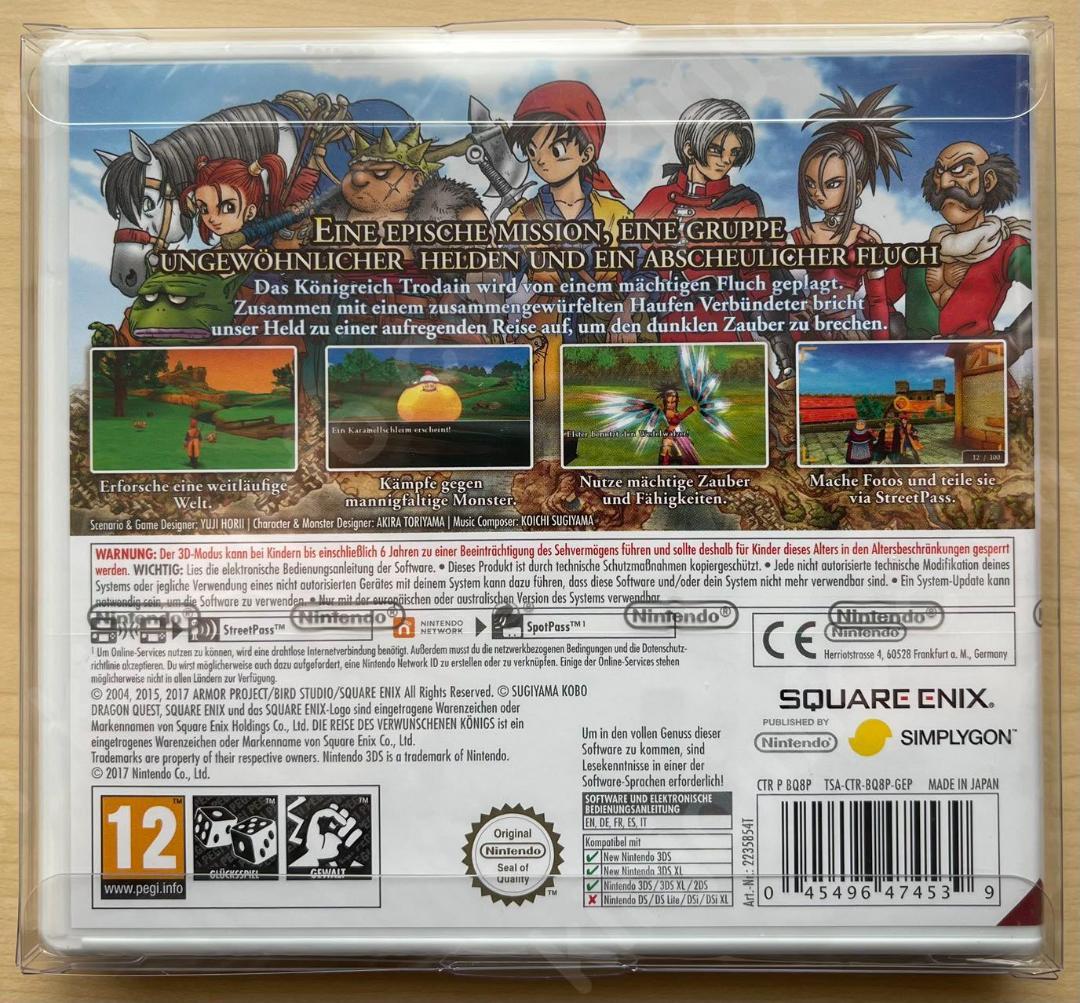 EINE EPISCHE MISSION, EINE GRUPPE
UNGEWÖHNLICHER HELDEN UND EIN ABSCHEULICHER FLUCH
Das Königreich Trodain wird von einem mächtigen Fluch geplagt.
Zusammen mit einem zusammengewürfelten Haufen Verbündeter bricht
unser Held zu einer aufregenden Reise auf, um den dunklen Zauber zu brechen.
Ein Karamellschleim erscheint!
12 / 100
Erforsche eine weitläufige
Welt.
Kämpfe gegen
mannigfaltige Monster.
Nutze mächtige Zauber
und Fähigkeiten.
Mache Fotos und teile sie
via StreetPass.
Scenario & Game Designer: YUJI HORII | Character & Monster Designer: AKIRA TORIYAMA | Music Composer: KOICHI SUGIYAMA
WARNUNG: Der 3D-Modus kann bei Kindern bis einschließlich 6 Jahren zu einer Beeinträchtigung des Sehvermögens führen und sollte deshalb für Kinder dieses Alters in den Altersbeschränkungen gesperrt
werden. WICHTIG: Lies die elektronische Bedienungsanleitung der Software. • Dieses Produkt ist durch technische Schutzmaßnahmen kopiergeschützt. • Jede nicht autorisierte technische Modifikation deines
Systems oder jegliche Verwendung eines nicht autorisierten Gerätes mit deinem System kann dazu führen, dass diese Software und/oder dein System nicht mehr verwendbar sind. • Ein System-Update kann
notwendig sein, um die Software zu verwenden. • Nur mit der europäischen oder australischen Version des Systems verwendbar.
Nintendo® Nintendo® Nintendo® Nintendo®
StreetPass™
NINTENDO
NETWORK
SpotPass™ 1
CE
Nintendo
Herriotstrasse 4, 60528 Frankfurt a. M., Germany
1 Um Online-Services nutzen zu können, wird eine drahtlose Internetverbindung benötigt. Außerdem musst du die netzwerkbezogenen Bedingungen und die Datenschutz-
richtlinie akzeptieren. Du wirst möglicherweise auch dazu aufgefordert, eine Nintendo Network ID zu erstellen oder zu verknüpfen. Einige der Online-Services stehen
möglicherweise nicht in allen Ländern zur Verfügung.
© 2004, 2015, 2017 ARMOR PROJECT/BIRD STUDIO/SQUARE ENIX All Rights Reserved. © SUGIYAMA KOBO
DRAGON QUEST, SQUARE ENIX und das SQUARE ENIX-Logo sind eingetragene Warenzeichen oder
Markennamen von Square Enix Holdings Co., Ltd. DIE REISE DES VERWUNSCHENEN KÖNIGS ist ein
eingetragenes Warenzeichen oder Markenname von Square Enix Co., Ltd.
Trademarks are property of their respective owners. Nintendo 3DS is a trademark of Nintendo.
© 2017 Nintendo Co., Ltd.
SQUARE ENIX®
PUBLISHED BY
Nintendo
SIMPLYGON™
Um in den vollen Genuss dieser
Software zu kommen, sind
Lesekenntnisse in einer der
Software-Sprachen erforderlich!
SOFTWARE UND ELEKTRONISCHE
BEDIENUNGSANLEITUNG
EN, DE, FR, ES, IT
Kompatibel mit
New Nintendo 3DS
New Nintendo 3DS XL
Nintendo 3DS / 3DS XL / 2DS
Nintendo DS / DS Lite / DSi / DSi XL
Art.-Nr.: 2235854T
CTR P BQ8P TSA-CTR-BQ8P-GEP MADE IN JAPAN
0 45496 47453 9
12
www.pegi.info
GLÜCKSSPIEL
GEWALT
Original
Nintendo
Seal of
Quality
TM